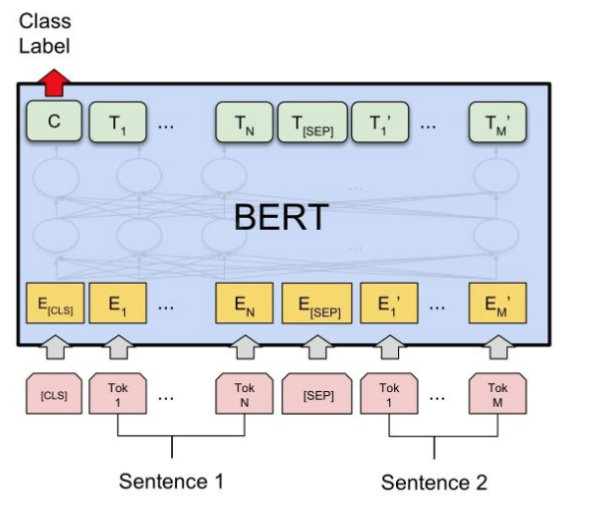 Class
Label
C T1 ... TN T[SEP] T1' ... TM'
...
BERT
...
E[CLS] E1 ... EN E[SEP] E1' ... EM'
[CLS] Tok 1 ... Tok N [SEP] Tok 1 ... Tok M
Sentence 1 Sentence 2